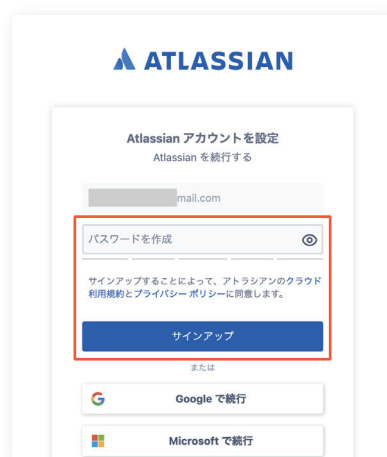 ATLASSIAN
Atlassian アカウントを設定
Atlassian を続行する
mail.com
パスワードを作成
サインアップすることによって、アトラシアンのクラウド
利用規約とプライバシー ポリシーに同意します。
サインアップ
または
Google で続行
Microsoft で続行